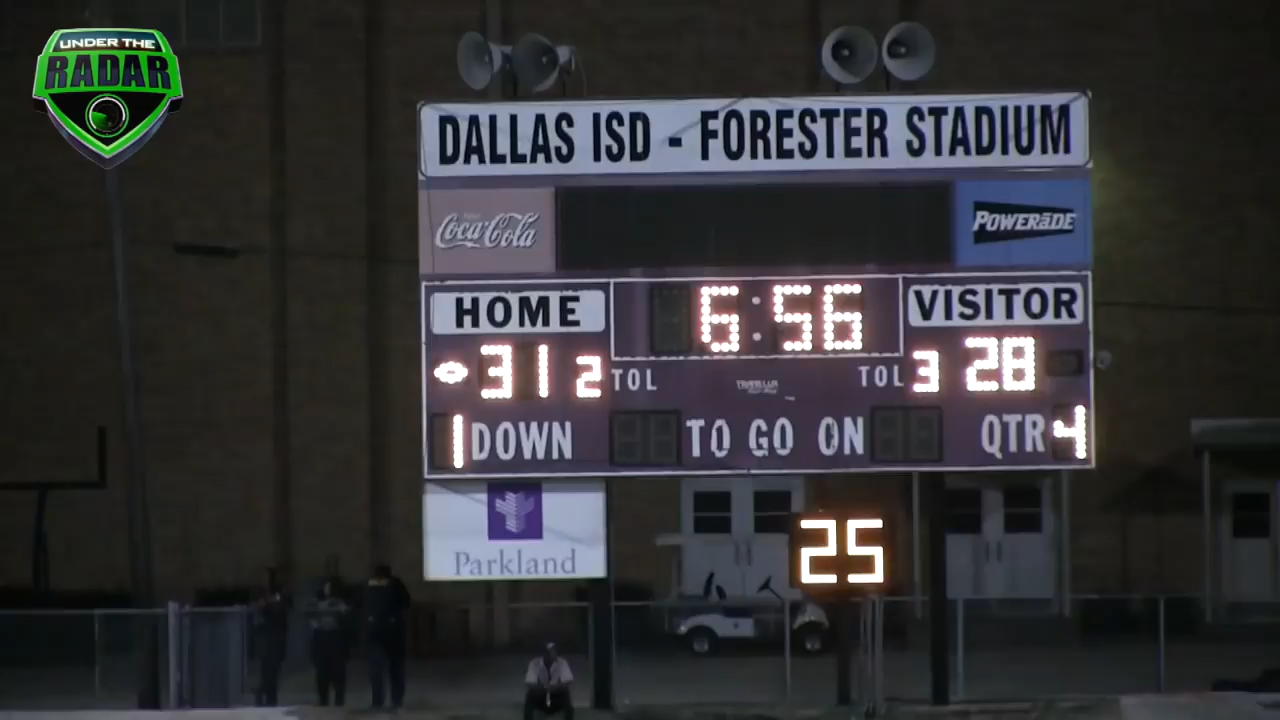 UNDER THE
RADAR
DALLAS ISD - FORESTER STADIUM
Coca-Cola
POWERADE
HOME
6:56
VISITOR
31 2 TOL
TOL 3 28
1 DOWN
TO GO ON
QTR 4
Parkland
25